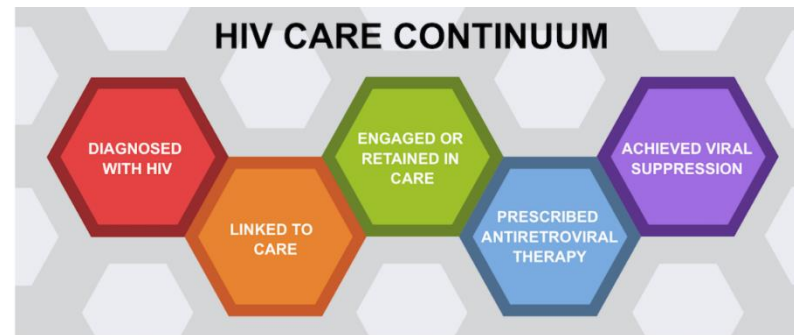 HIV CARE CONTINUUM
DIAGNOSED
WITH HIV
LINKED TO
CARE
ENGAGED OR
RETAINED IN
CARE
PRESCRIBED
ANTIRETROVIRAL
THERAPY
ACHIEVED VIRAL
SUPPRESSION